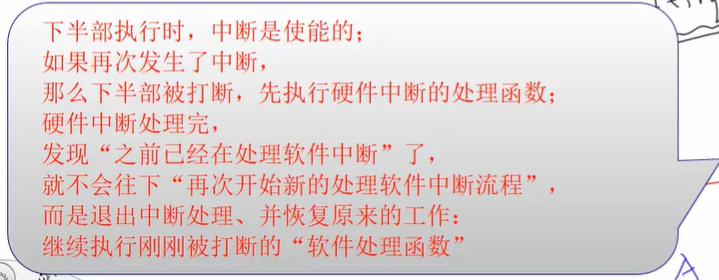 下半部执行时，中断是使能的；
如果再次发生了中断，
那么下半部被打断，先执行硬件中断的处理函数；
硬件中断处理完，
发现“之前已经在处理软件中断”了，
就不会往下“再次开始新的处理软件中断流程”，
而是退出中断处理、并恢复原来的工作：
继续执行刚刚被打断的“软件处理函数”